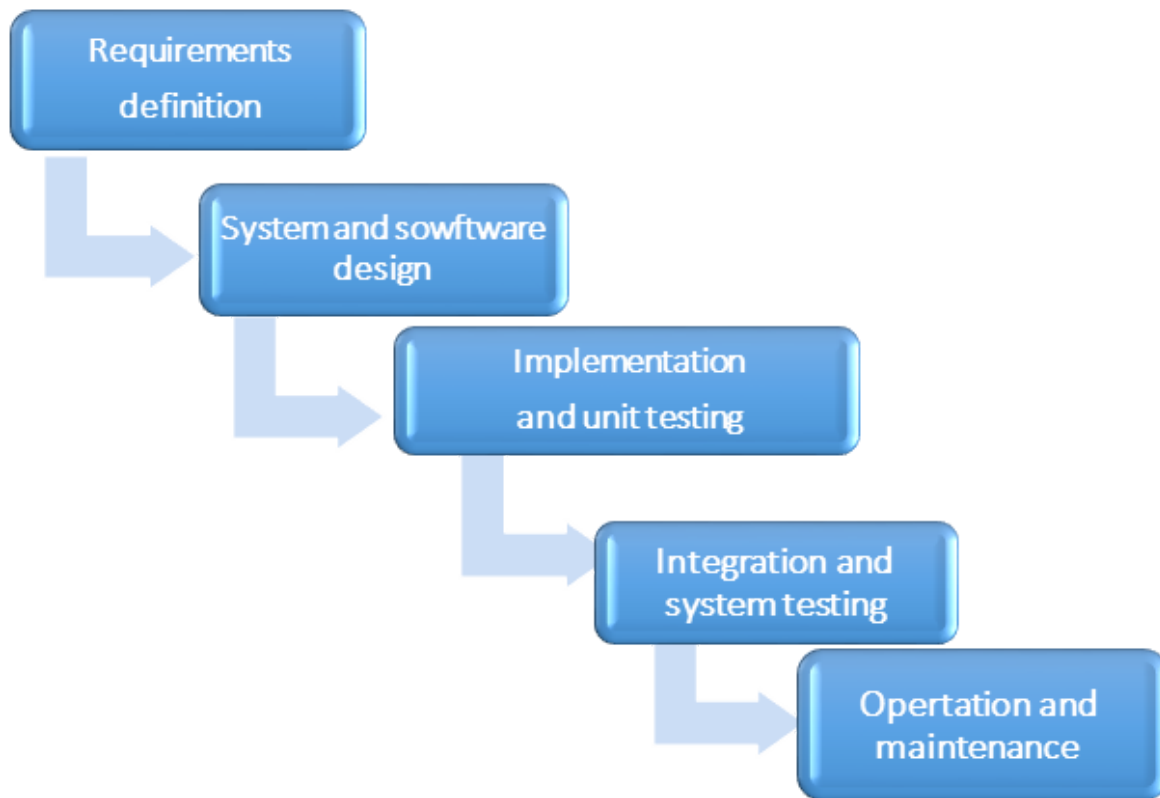 Requirements
definition
System and sowftware
design
Implementation
and unit testing
Integration and
system testing
Opertation and
maintenance